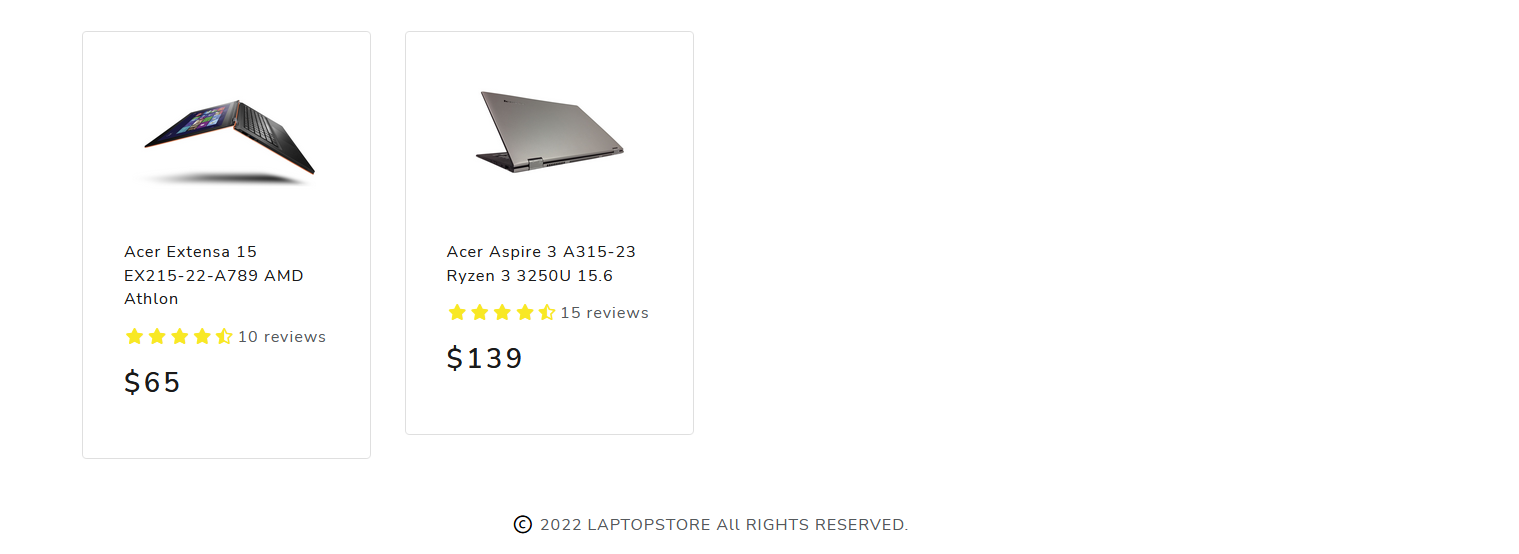 Acer Extensa 15
EX215-22-A789 AMD
Athlon
10 reviews
$65
Acer Aspire 3 A315-23
Ryzen 3 3250U 15.6
15 reviews
$139
© 2022 LAPTOPSTORE All RIGHTS RESERVED.